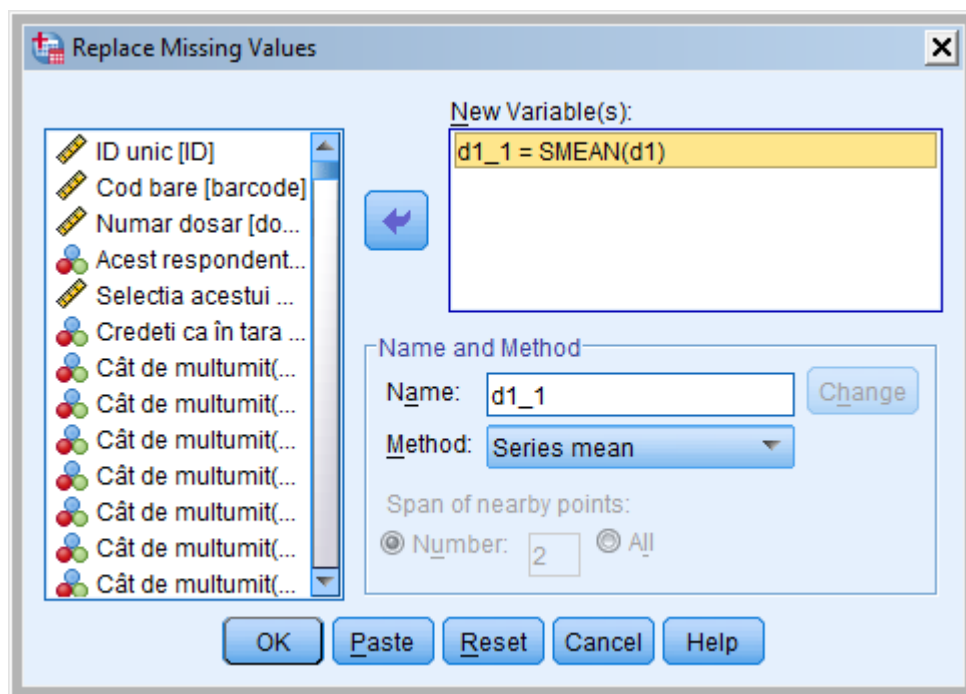 Replace Missing Values
ID unic [ID]
Cod bare [barcode]
Numar dosar [do...
Acest respondent...
Selectia acestui ...
Credeti ca în tara ...
Cât de multumit(...
Cât de multumit(...
Cât de multumit(...
Cât de multumit(...
Cât de multumit(...
Cât de multumit(...
Cât de multumit(...
New Variable(s):
d1_1 = SMEAN(d1)
Name and Method
Name: d1_1 Change
Method: Series mean
Span of nearby points:
Number: 2 All
OK Paste Reset Cancel Help